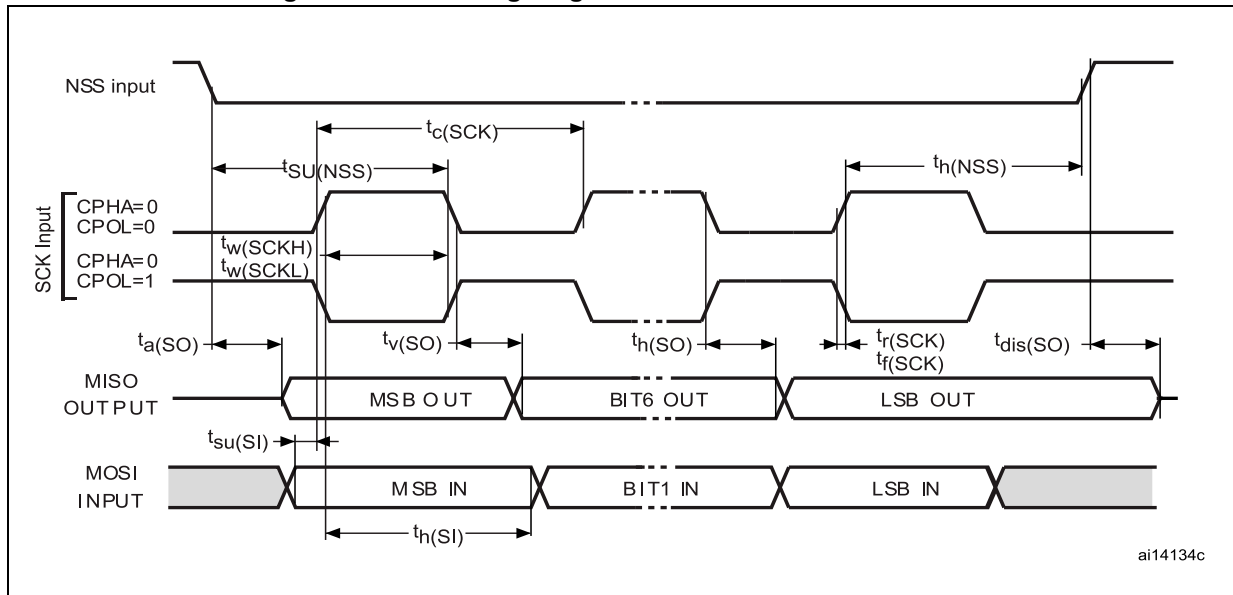 NSS input
tc(SCK)
tSU(NSS)
th(NSS)
SCK Input
CPHA=0
CPOL=0
tw(SCKH)
CPHA=0
tw(SCKL)
CPOL=1
ta(SO)
tv(SO)
th(SO)
tr(SCK)
tf(SCK)
tdis(SO)
MISO
OUTPUT
MSB OUT
BIT6 OUT
LSB OUT
tsu(SI)
MOSI
INPUT
MSB IN
BIT1 IN
LSB IN
th(SI)
ai14134c